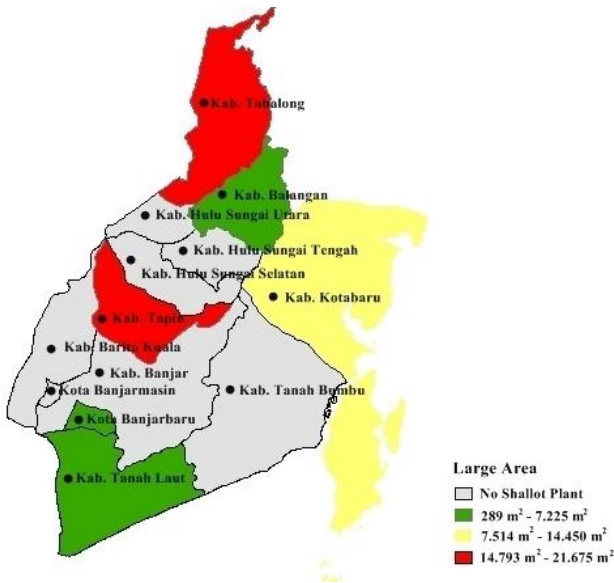 Kab. Tabalong
Kab. Balangan
Kab. Hulu Sungai Utara
Kab. Hulu Sungai Tengah
Kab. Hulu Sungai Selatan
Kab. Kotabaru
Kab. Tapin
Kab. Barito Kuala
Kab. Banjar
Kota Banjarmasin
Kab. Tanah Bumbu
Kota Banjarbaru
Kab. Tanah Laut
Large Area
No Shallot Plant
289 m² - 7.225 m²
7.514 m² - 14.450 m²
14.793 m² - 21.675 m²